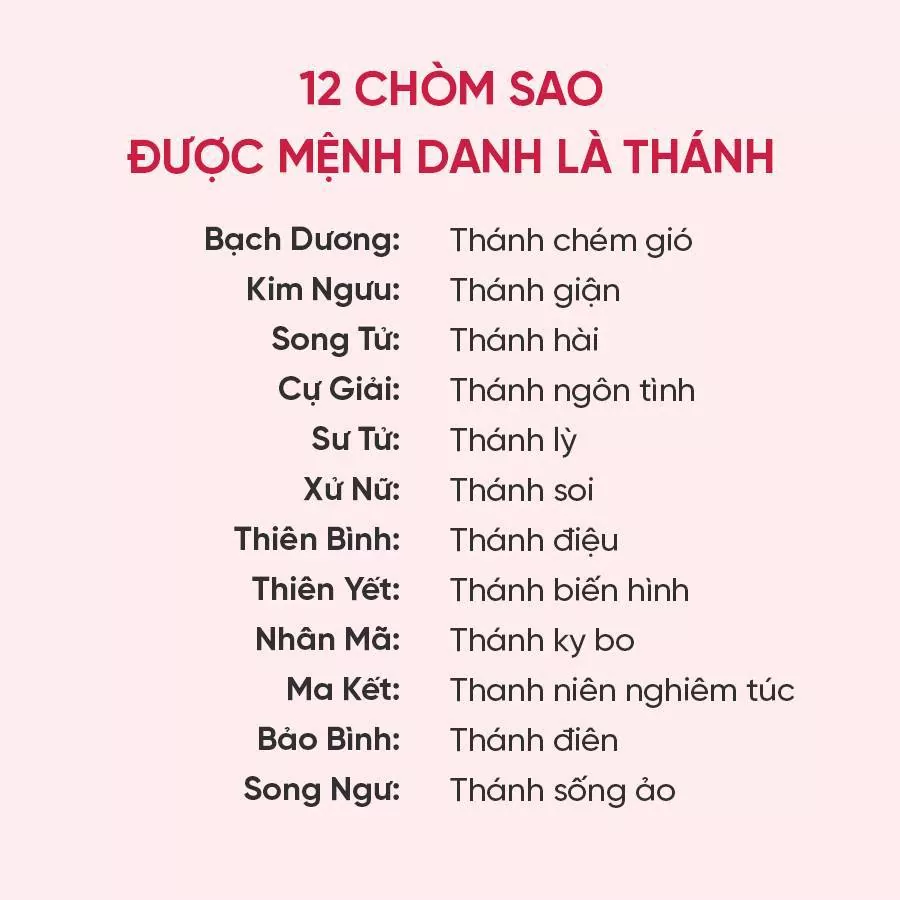 12 CHÒM SAO
ĐƯỢC MỆNH DANH LÀ THÁNH
Bạch Dương: Thánh chém gió
Kim Ngưu: Thánh giận
Song Tử: Thánh hài
Cự Giải: Thánh ngôn tình
Sư Tử: Thánh lỳ
Xử Nữ: Thánh soi
Thiên Bình: Thánh điệu
Thiên Yết: Thánh biến hình
Nhân Mã: Thánh ky bo
Ma Kết: Thanh niên nghiêm túc
Bảo Bình: Thánh điên
Song Ngư: Thánh sống ảo